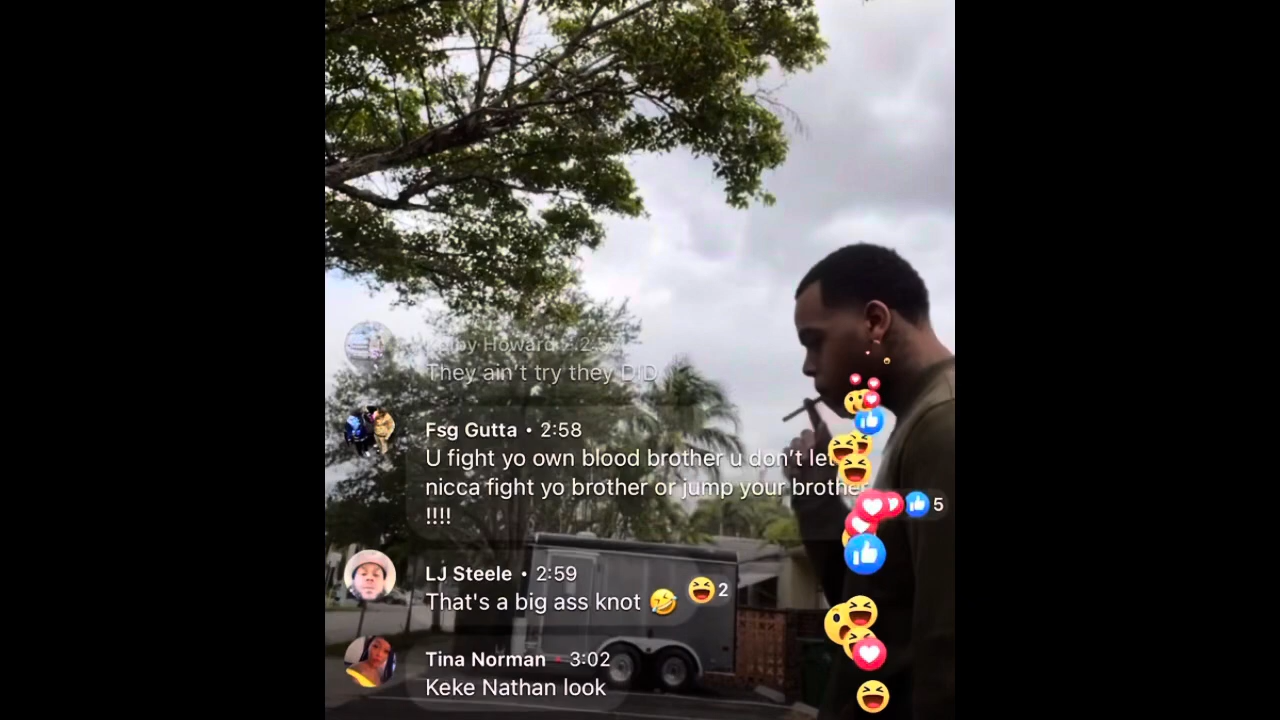 Howard
They ain't try they DID
Fsg Gutta • 2:58
U fight yo own blood brother u don't let
nicca fight yo brother or jump your brother
!!!!
5
LJ Steele • 2:59
That's a big ass knot 🤣 😆 2
Tina Norman • 3:02
Keke Nathan look